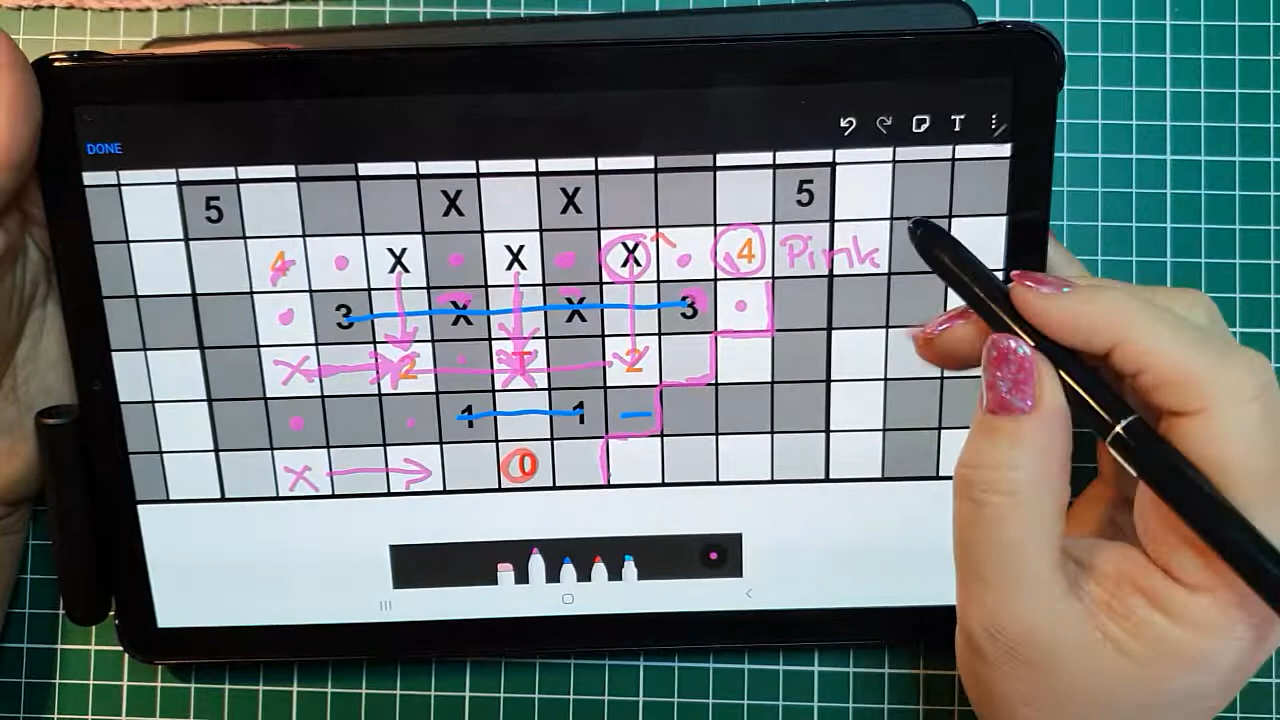 DONE T
5 X X 5
4 X X X ^ 4 Pink
3 X X 3
X 2 2
1 1
X 0